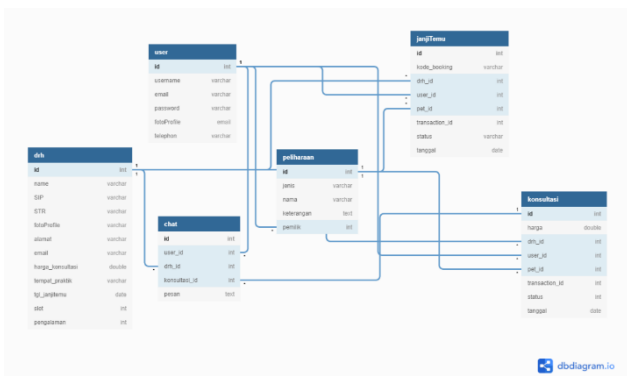 janjiTemu
id int
kode_booking varchar
drh_id int
user_id int
pet_id int
transaction_id int
status varchar
tanggal date
user
id int
username varchar
email varchar
password varchar
fotoProfile email
telephon varchar
drh
id int
name varchar
SIP varchar
STR varchar
fotoProfile varchar
alamat varchar
email varchar
harga_konsultasi double
tempat_praktik varchar
tgl_janjitemu date
slot int
pengalaman int
peliharaan
id int
janis varchar
nama varchar
keterangan text
pemilik int
chat
id int
user_id int
drh_id int
konsultasi_id int
pesan text
konsultasi
id int
harga double
drh_id int
user_id int
pet_id int
transaction_id int
status int
tanggal date
dbdiagram.io